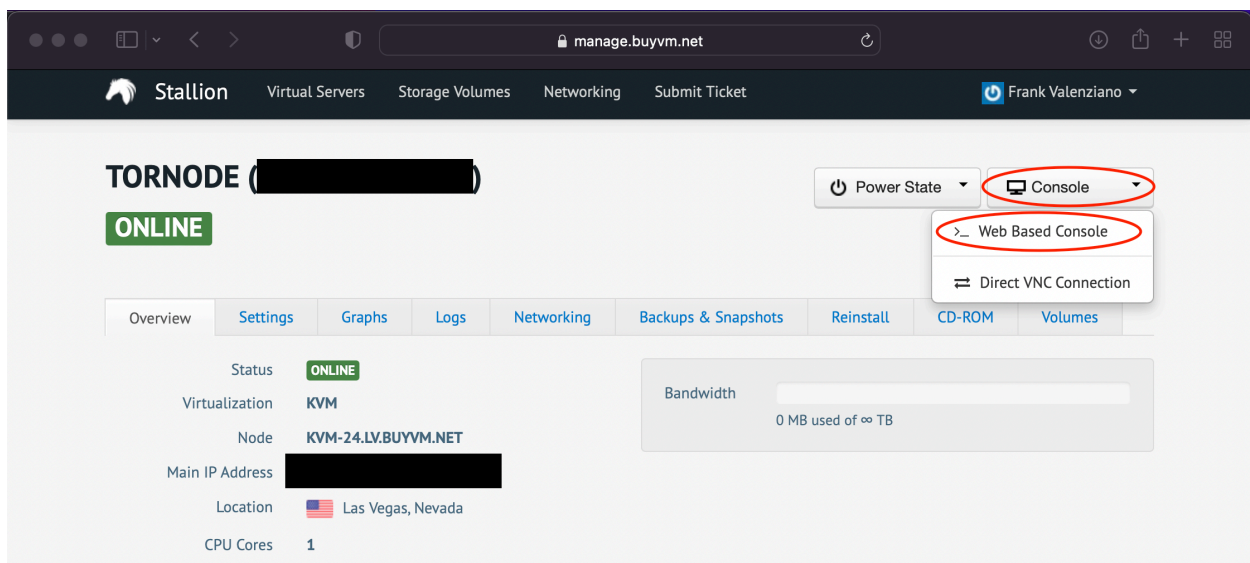 manage.buyvm.net
Stallion Virtual Servers Storage Volumes Networking Submit Ticket Frank Valenziano
TORNODE ( )
Power State Console
ONLINE
>_ Web Based Console
Direct VNC Connection
Overview Settings Graphs Logs Networking Backups & Snapshots Reinstall CD-ROM Volumes
Status ONLINE
Virtualization KVM
Node KVM-24.LV.BUYVM.NET
Main IP Address
Location Las Vegas, Nevada
CPU Cores 1
Bandwidth
0 MB used of ∞ TB